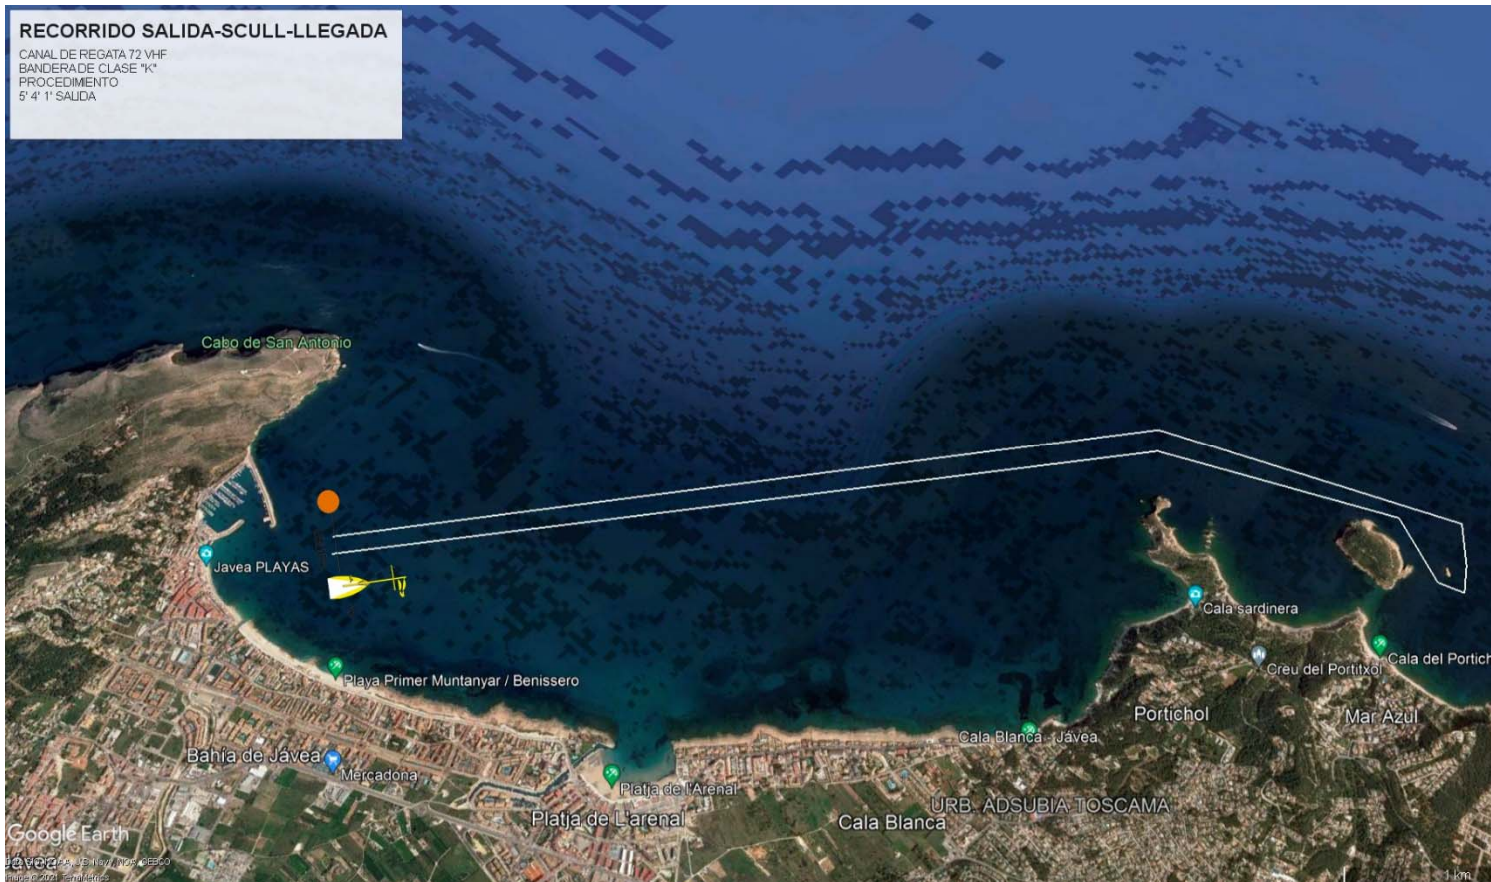 RECORRIDO SALIDA-SCULL-LLEGADA
CANAL DE REGATA 72 VHF
BANDERA DE CLASE "K"
PROCEDIMIENTO
5' 4' 1' SALIDA
Cabo de San Antonio
Javea PLAYAS
Cala sardinera
Playa Primer Muntanyar / Benissero
Creu del Portitxol
Cala del Portich
Portichol
Mar Azul
Cala Blanca - Jávea
Bahía de Jávea
Mercadona
Platja de l'Arenal
Platja de L'arenal
URB. ADSUBIA TOSCAMA
Cala Blanca
Google Earth
1 km